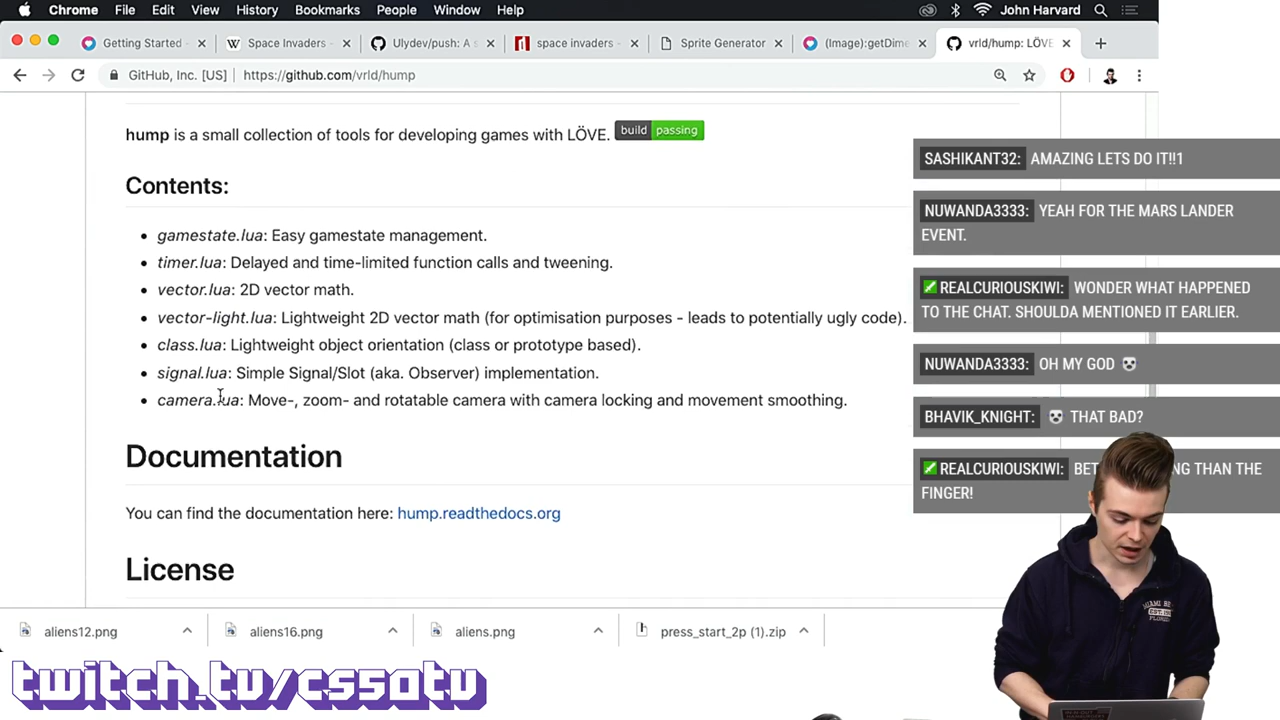 Chrome File Edit View History Bookmarks People Window Help John Harvard
Getting Started - Space Invaders - Ulydev/push: A s space invaders - Sprite Generator (Image):getDime vrld/hump: LÖVE
GitHub, Inc. [US] https://github.com/vrld/hump
hump is a small collection of tools for developing games with LÖVE. build passing
Contents:
gamestate.lua: Easy gamestate management.
timer.lua: Delayed and time-limited function calls and tweening.
vector.lua: 2D vector math.
vector-light.lua: Lightweight 2D vector math (for optimisation purposes - leads to potentially ugly code).
class.lua: Lightweight object orientation (class or prototype based).
signal.lua: Simple Signal/Slot (aka. Observer) implementation.
camera.lua: Move-, zoom- and rotatable camera with camera locking and movement smoothing.
Documentation
You can find the documentation here: hump.readthedocs.org
License
aliens12.png aliens16.png aliens.png press_start_2p (1).zip
twitch.tv/cs50tv
SASHIKANT32: AMAZING LETS DO IT!!1
NUWANDA3333: YEAH FOR THE MARS LANDER
EVENT.
REALCURIOUSKIWI: WONDER WHAT HAPPENED
TO THE CHAT. SHOULDA MENTIONED IT EARLIER.
NUWANDA3333: OH MY GOD
BHAVIK_KNIGHT: THAT BAD?
REALCURIOUSKIWI: THAN THE
FINGER!
MIAMI
FLORIDA